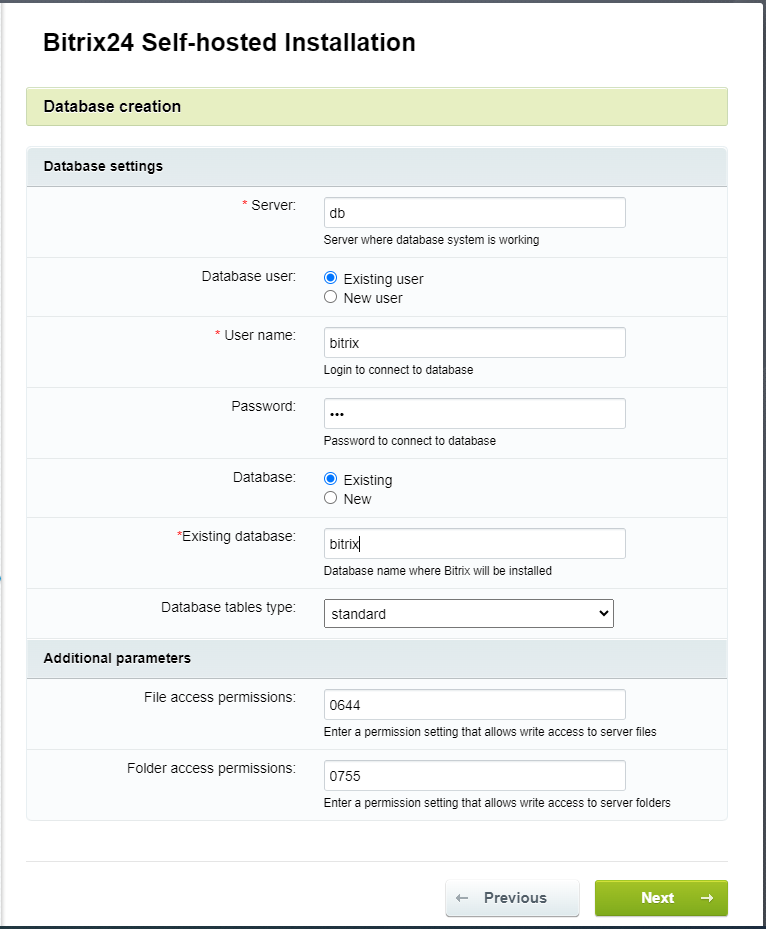 Bitrix24 Self-hosted Installation
Database creation
Database settings
* Server:
db
Server where database system is working
Database user:
Existing user
New user
* User name:
bitrix
Login to connect to database
Password:
•••
Password to connect to database
Database:
Existing
New
*Existing database:
bitrix
Database name where Bitrix will be installed
Database tables type:
standard
Additional parameters
File access permissions:
0644
Enter a permission setting that allows write access to server files
Folder access permissions:
0755
Enter a permission setting that allows write access to server folders
← Previous
Next →